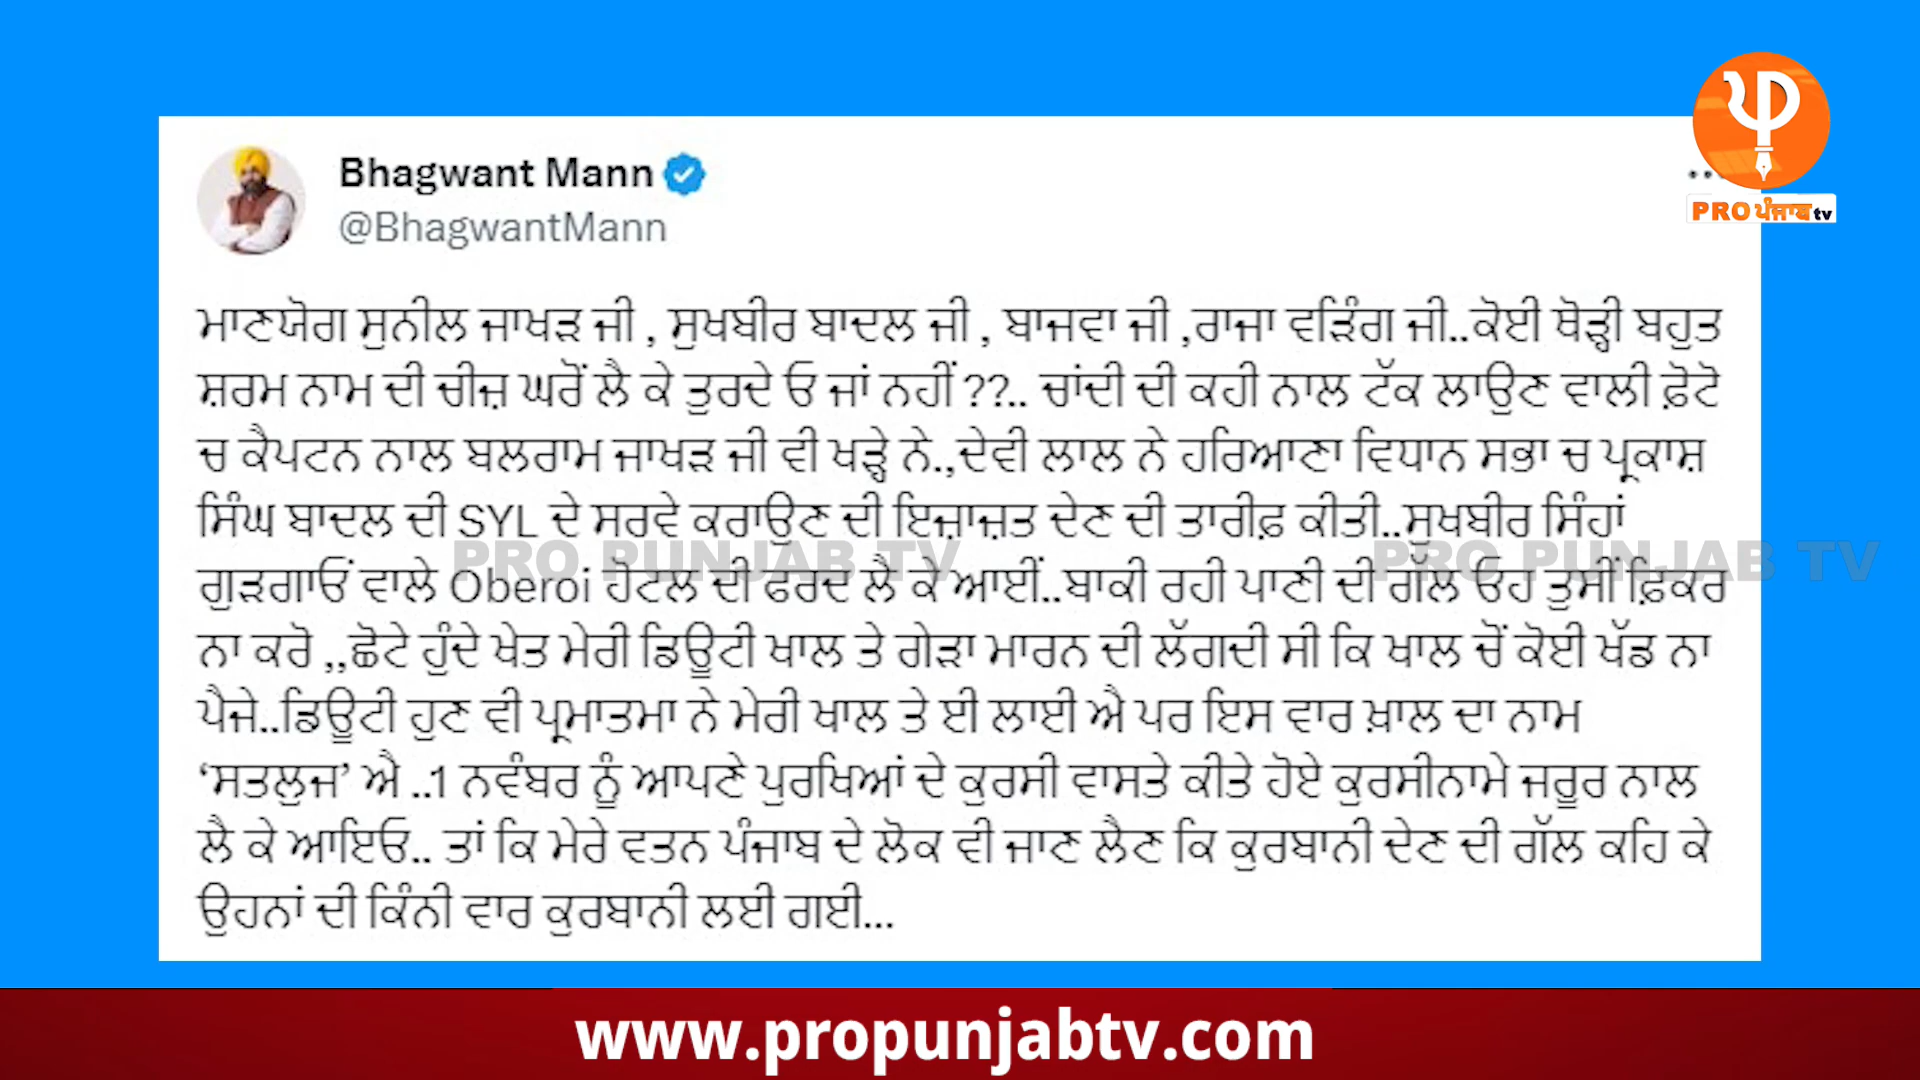 Bhagwant Mann
@BhagwantMann
PRO ਪੰਜਾਬ tv
ਮਾਣਯੋਗ ਸੁਨੀਲ ਜਾਖੜ ਜੀ , ਸੁਖਬੀਰ ਬਾਦਲ ਜੀ , ਬਾਜਵਾ ਜੀ ,ਰਾਜਾ ਵੜਿੰਗ ਜੀ..ਕੋਈ ਥੋੜ੍ਹੀ ਬਹੁਤ
ਸ਼ਰਮ ਨਾਮ ਦੀ ਚੀਜ਼ ਘਰੋਂ ਲੈ ਕੇ ਤੁਰਦੇ ਓ ਜਾਂ ਨਹੀਂ ??.. ਚਾਂਦੀ ਦੀ ਕਹੀ ਨਾਲ ਟੱਕ ਲਾਉਣ ਵਾਲੀ ਫ਼ੋਟੋ
ਚ ਕੈਪਟਨ ਨਾਲ ਬਲਰਾਮ ਜਾਖੜ ਜੀ ਵੀ ਖੜ੍ਹੇ ਨੇ.,ਦੇਵੀ ਲਾਲ ਨੇ ਹਰਿਆਣਾ ਵਿਧਾਨ ਸਭਾ ਚ ਪ੍ਰਕਾਸ਼
ਸਿੰਘ ਬਾਦਲ ਦੀ SYL ਦੇ ਸਰਵੇ ਕਰਾਉਣ ਦੀ ਇਜ਼ਾਜ਼ਤ ਦੇਣ ਦੀ ਤਾਰੀਫ਼ ਕੀਤੀ..ਸੁਖਬੀਰ ਸਿੰਹਾਂ
PRO PUNJAB TV PRO PUNJAB TV
ਗੁੜਗਾਓਂ ਵਾਲੇ Oberoi ਹੋਟਲ ਦੀ ਫਰਦ ਲੈ ਕੇ ਆਈਂ..ਬਾਕੀ ਰਹੀ ਪਾਣੀ ਦੀ ਗੱਲ ਓਹ ਤੁਸੀਂ ਫ਼ਿਕਰ
ਨਾ ਕਰੋ ,,ਛੋਟੇ ਹੁੰਦੇ ਖੇਤ ਮੇਰੀ ਡਿਊਟੀ ਖਾਲ ਤੇ ਗੇੜਾ ਮਾਰਨ ਦੀ ਲੱਗਦੀ ਸੀ ਕਿ ਖਾਲ ਚੋਂ ਕੋਈ ਖੱਡ ਨਾ
ਪੈਜੇ..ਡਿਊਟੀ ਹੁਣ ਵੀ ਪ੍ਰਮਾਤਮਾ ਨੇ ਮੇਰੀ ਖਾਲ ਤੇ ਈ ਲਾਈ ਐ ਪਰ ਇਸ ਵਾਰ ਖ਼ਾਲ ਦਾ ਨਾਮ
‘ਸਤਲੁਜ’ ਐ ..1 ਨਵੰਬਰ ਨੂੰ ਆਪਣੇ ਪੁਰਖਿਆਂ ਦੇ ਕੁਰਸੀ ਵਾਸਤੇ ਕੀਤੇ ਹੋਏ ਕੁਰਸੀਨਾਮੇ ਜਰੂਰ ਨਾਲ
ਲੈ ਕੇ ਆਇਓ.. ਤਾਂ ਕਿ ਮੇਰੇ ਵਤਨ ਪੰਜਾਬ ਦੇ ਲੋਕ ਵੀ ਜਾਣ ਲੈਣ ਕਿ ਕੁਰਬਾਨੀ ਦੇਣ ਦੀ ਗੱਲ ਕਹਿ ਕੇ
ਉਹਨਾਂ ਦੀ ਕਿੰਨੀ ਵਾਰ ਕੁਰਬਾਨੀ ਲਈ ਗਈ...
www.propunjabtv.com